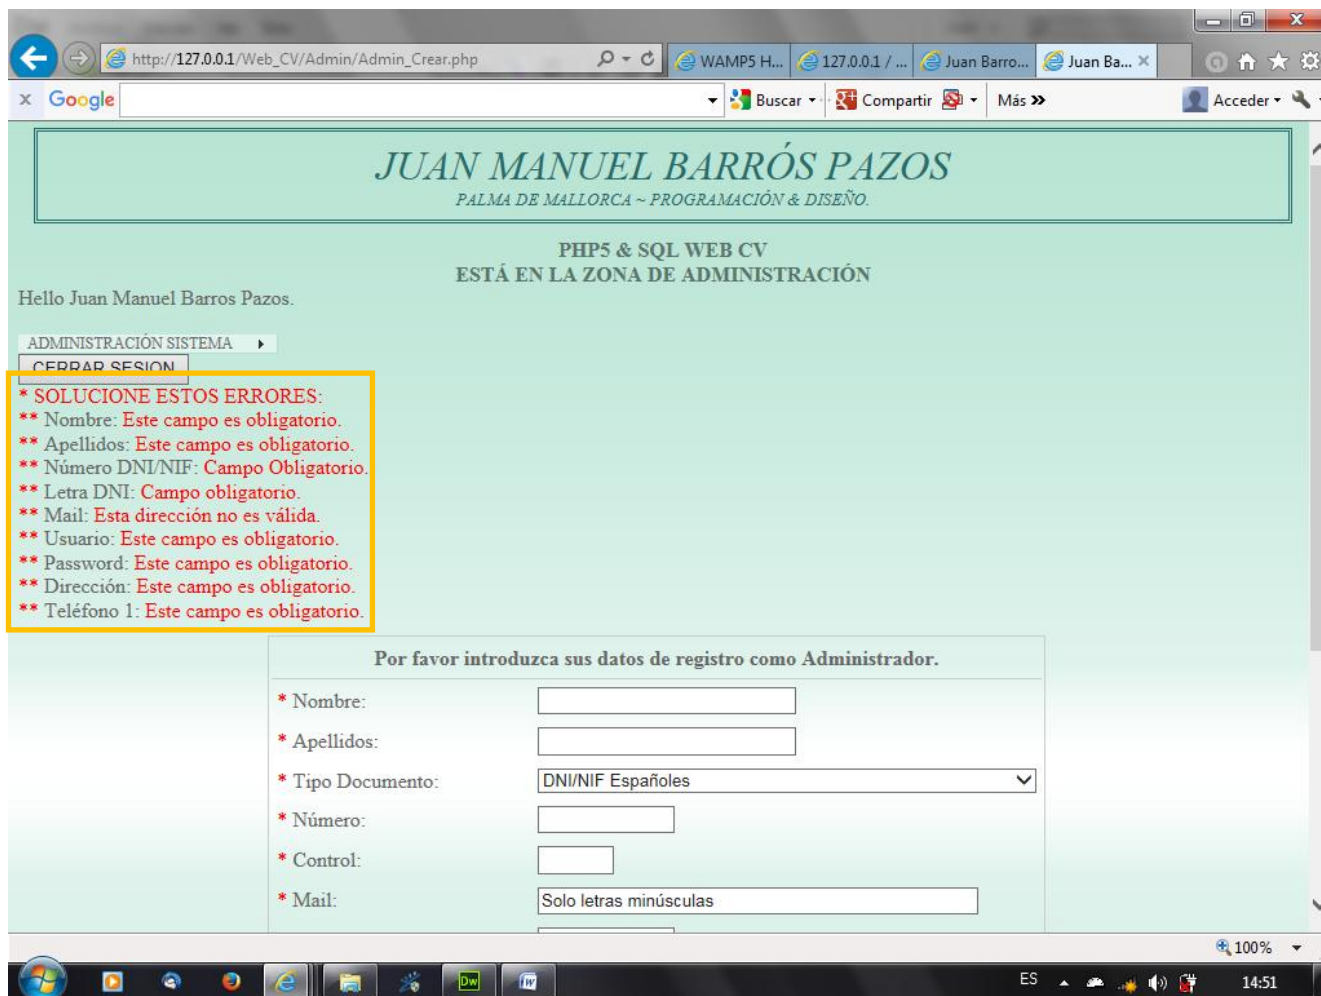 http://127.0.0.1/Web_CV/Admin/Admin_Crear.php
WAMP5 H...
127.0.0.1 / ...
Juan Barro...
Juan Ba...
x Google
Buscar
Compartir
Más »
Acceder
JUAN MANUEL BARRÓS PAZOS
PALMA DE MALLORCA ~ PROGRAMACIÓN & DISEÑO.
PHP5 & SQL WEB CV
ESTÁ EN LA ZONA DE ADMINISTRACIÓN
Hello Juan Manuel Barros Pazos.
ADMINISTRACIÓN SISTEMA
CERRAR SESION
* SOLUCIONE ESTOS ERRORES:
** Nombre: Este campo es obligatorio.
** Apellidos: Este campo es obligatorio.
** Número DNI/NIF: Campo Obligatorio.
** Letra DNI: Campo obligatorio.
** Mail: Esta dirección no es válida.
** Usuario: Este campo es obligatorio.
** Password: Este campo es obligatorio.
** Dirección: Este campo es obligatorio.
** Teléfono 1: Este campo es obligatorio.
Por favor introduzca sus datos de registro como Administrador.
* Nombre:
* Apellidos:
* Tipo Documento: DNI/NIF Españoles
* Número:
* Control:
* Mail: Solo letras minúsculas
100%
Dw
W
ES
14:51